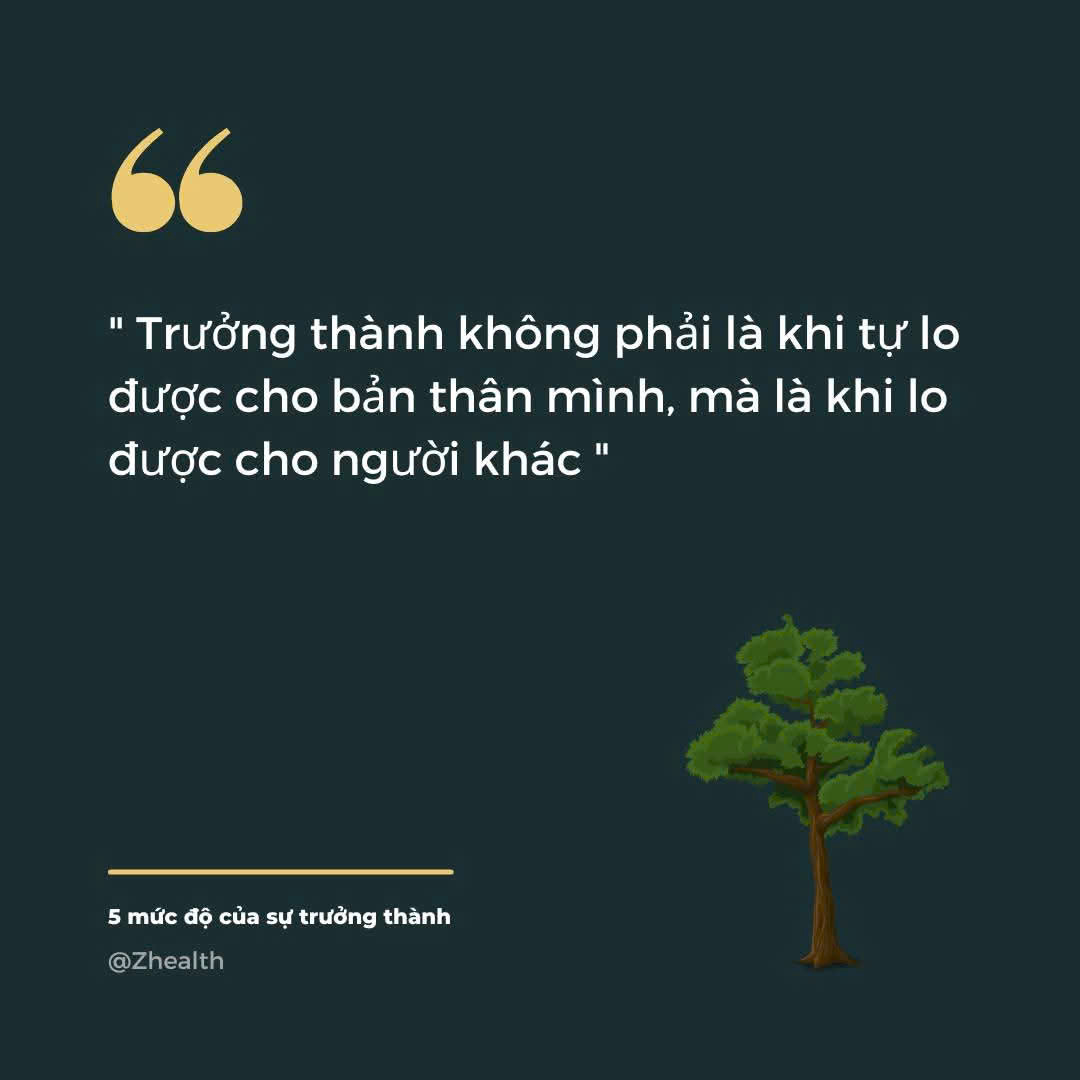 " Trưởng thành không phải là khi tự lo
được cho bản thân mình, mà là khi lo
được cho người khác "
5 mức độ của sự trưởng thành
@Zhealth